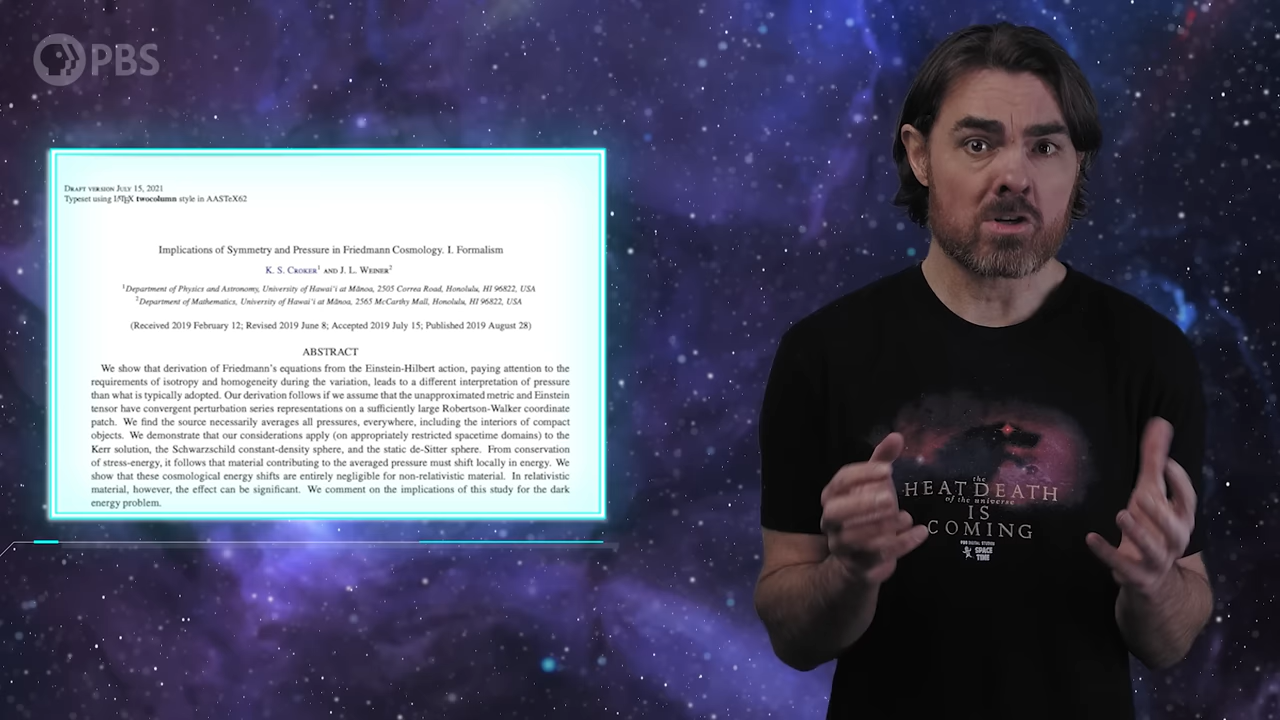 PBS
DRAFT VERSION JULY 15, 2021
Typeset using LATEX twocolumn style in AASTeX62
Implications of Symmetry and Pressure in Friedmann Cosmology. I. Formalism
K. S. CROKER1 AND J. L. WEINER2
1Department of Physics and Astronomy, University of Hawai'i at Mānoa, 2505 Correa Road, Honolulu, HI 96822, USA
2Department of Mathematics, University of Hawai'i at Mānoa, 2565 McCarthy Mall, Honolulu, HI 96822, USA
(Received 2019 February 12; Revised 2019 June 8; Accepted 2019 July 15; Published 2019 August 28)
ABSTRACT
We show that derivation of Friedmann's equations from the Einstein-Hilbert action, paying attention to the
requirements of isotropy and homogeneity during the variation, leads to a different interpretation of pressure
than what is typically adopted. Our derivation follows if we assume that the unapproximated metric and Einstein
tensor have convergent perturbation series representations on a sufficiently large Robertson-Walker coordinate
patch. We find the source necessarily averages all pressures, everywhere, including the interiors of compact
objects. We demonstrate that our considerations apply (on appropriately restricted spacetime domains) to the
Kerr solution, the Schwarzschild constant-density sphere, and the static de-Sitter sphere. From conservation
of stress-energy, it follows that material contributing to the averaged pressure must shift locally in energy. We
show that these cosmological energy shifts are entirely negligible for non-relativistic material. In relativistic
material, however, the effect can be significant. We comment on the implications of this study for the dark
energy problem.
the
HEAT DEATH
of the universe
IS
COMING
PBS DIGITAL STUDIOS
SPACE
TIME